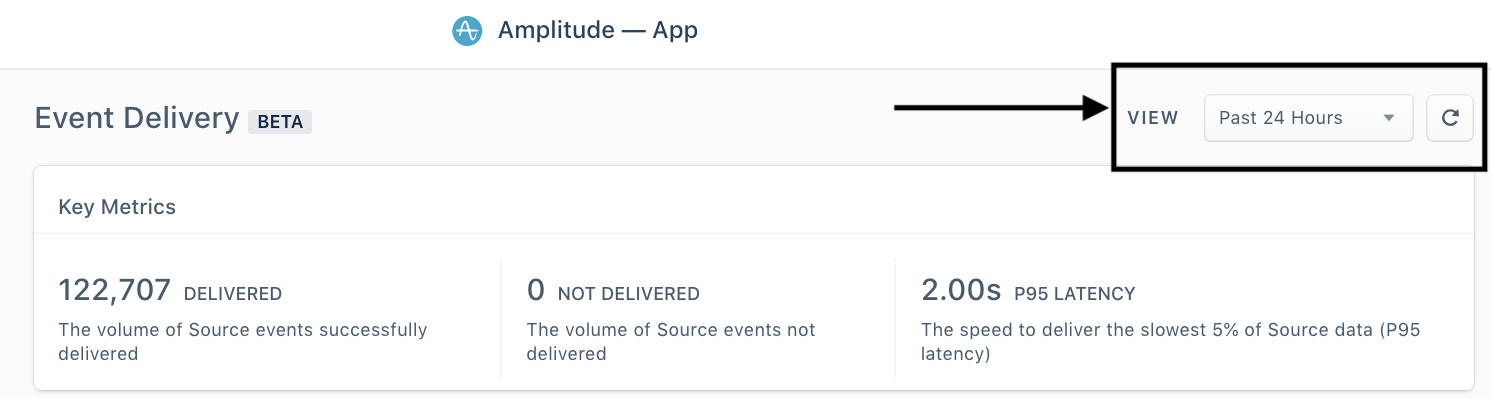 Amplitude — App
Event Delivery BETA
VIEW Past 24 Hours
Key Metrics
122,707 DELIVERED
The volume of Source events successfully
delivered
0 NOT DELIVERED
The volume of Source events not
delivered
2.00s P95 LATENCY
The speed to deliver the slowest 5% of Source data (P95
latency)